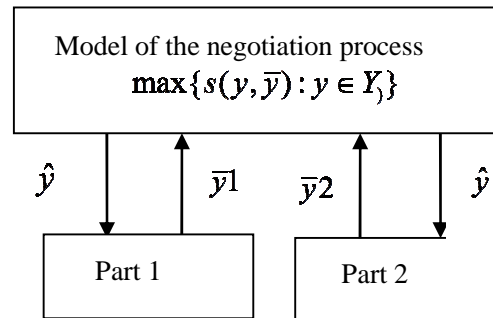 Model of the negotiation process
max{s(y, ȳ) : y ∈ Y₎}
ŷ ȳ1 ȳ2 ŷ
Part 1 Part 2